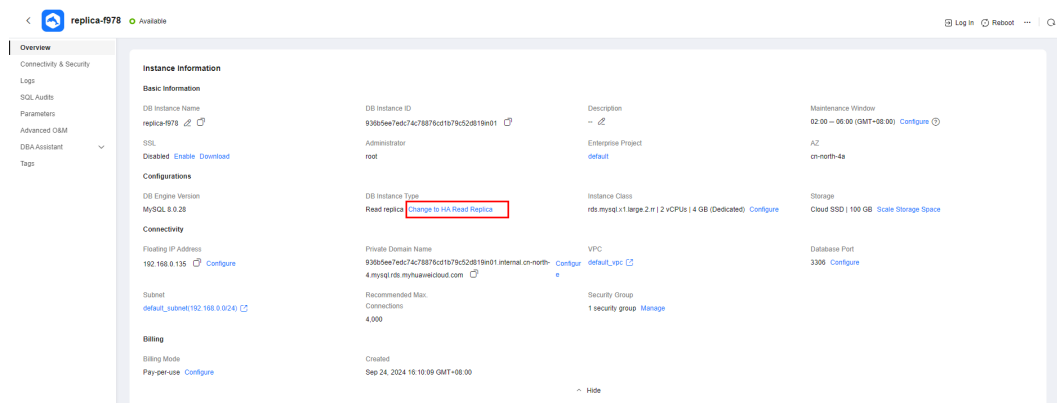 replica-f978 Available Log In Reboot ...
Overview
Connectivity & Security
Logs
SQL Audits
Parameters
Advanced O&M
DBA Assistant
Tags
Instance Information
Basic Information
DB Instance Name DB Instance ID Description Maintenance Window
replica-f978 936b5ee7edc74c78876cd1b79c52d819in01 -- 02:00 – 06:00 (GMT+08:00) Configure
SSL Administrator Enterprise Project AZ
Disabled Enable Download root default cn-north-4a
Configurations
DB Engine Version DB Instance Type Instance Class Storage
MySQL 8.0.28 Read replica Change to HA Read Replica rds.mysql.x1.large.2.rr | 2 vCPUs | 4 GB (Dedicated) Configure Cloud SSD | 100 GB Scale Storage Space
Connectivity
Floating IP Address Private Domain Name VPC Database Port
192.168.0.135 Configure 936b5ee7edc74c78876cd1b79c52d819in01.internal.cn-north- Configur default_vpc 3306 Configure
4.mysql.rds.myhuaweicloud.com e
Subnet Recommended Max. Security Group
default_subnet(192.168.0.0/24) Connections 1 security group Manage
4,000
Billing
Billing Mode Created
Pay-per-use Configure Sep 24, 2024 16:10:09 GMT+08:00
Hide